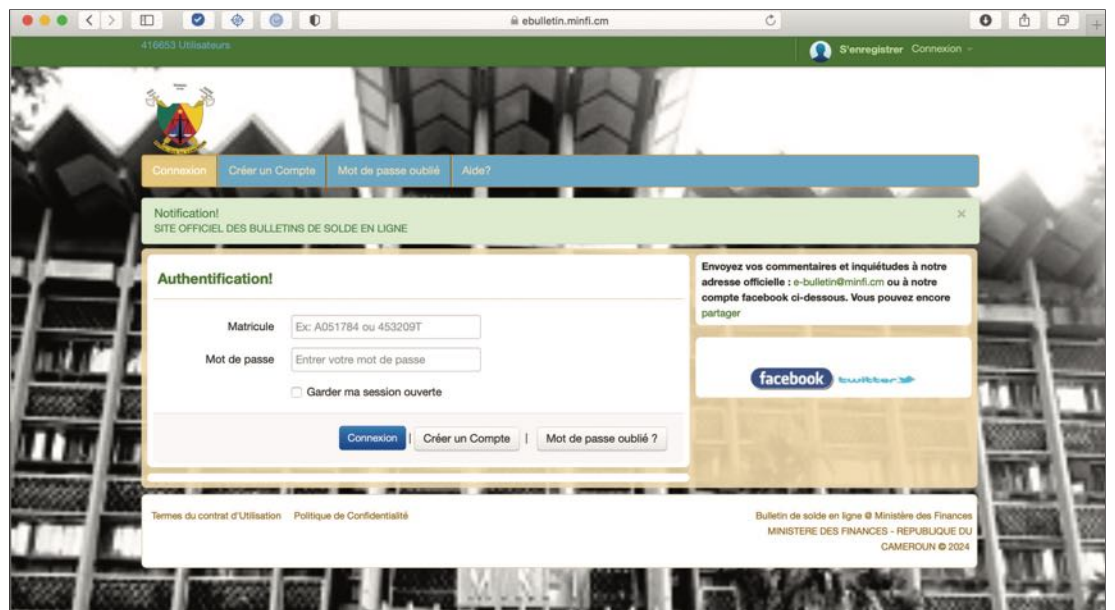 ebulletin.minfi.cm
416653 Utilisateurs
S'enregistrer Connexion
Connexion Créer un Compte Mot de passe oublié Aide?
Notification!
SITE OFFICIEL DES BULLETINS DE SOLDE EN LIGNE
×
Authentification!
Matricule Ex: A051784 ou 453209T
Mot de passe Entrer votre mot de passe
Garder ma session ouverte
Connexion | Créer un Compte | Mot de passe oublié ?
Envoyez vos commentaires et inquiétudes à notre
adresse officielle : e-bulletin@minfi.cm ou à notre
compte facebook ci-dessous. Vous pouvez encore
partager
facebook twitter
Termes du contrat d'Utilisation Politique de Confidentialité
Bulletin de solde en ligne @ Ministère des Finances
MINISTERE DES FINANCES - REPUBLIQUE DU
CAMEROUN © 2024